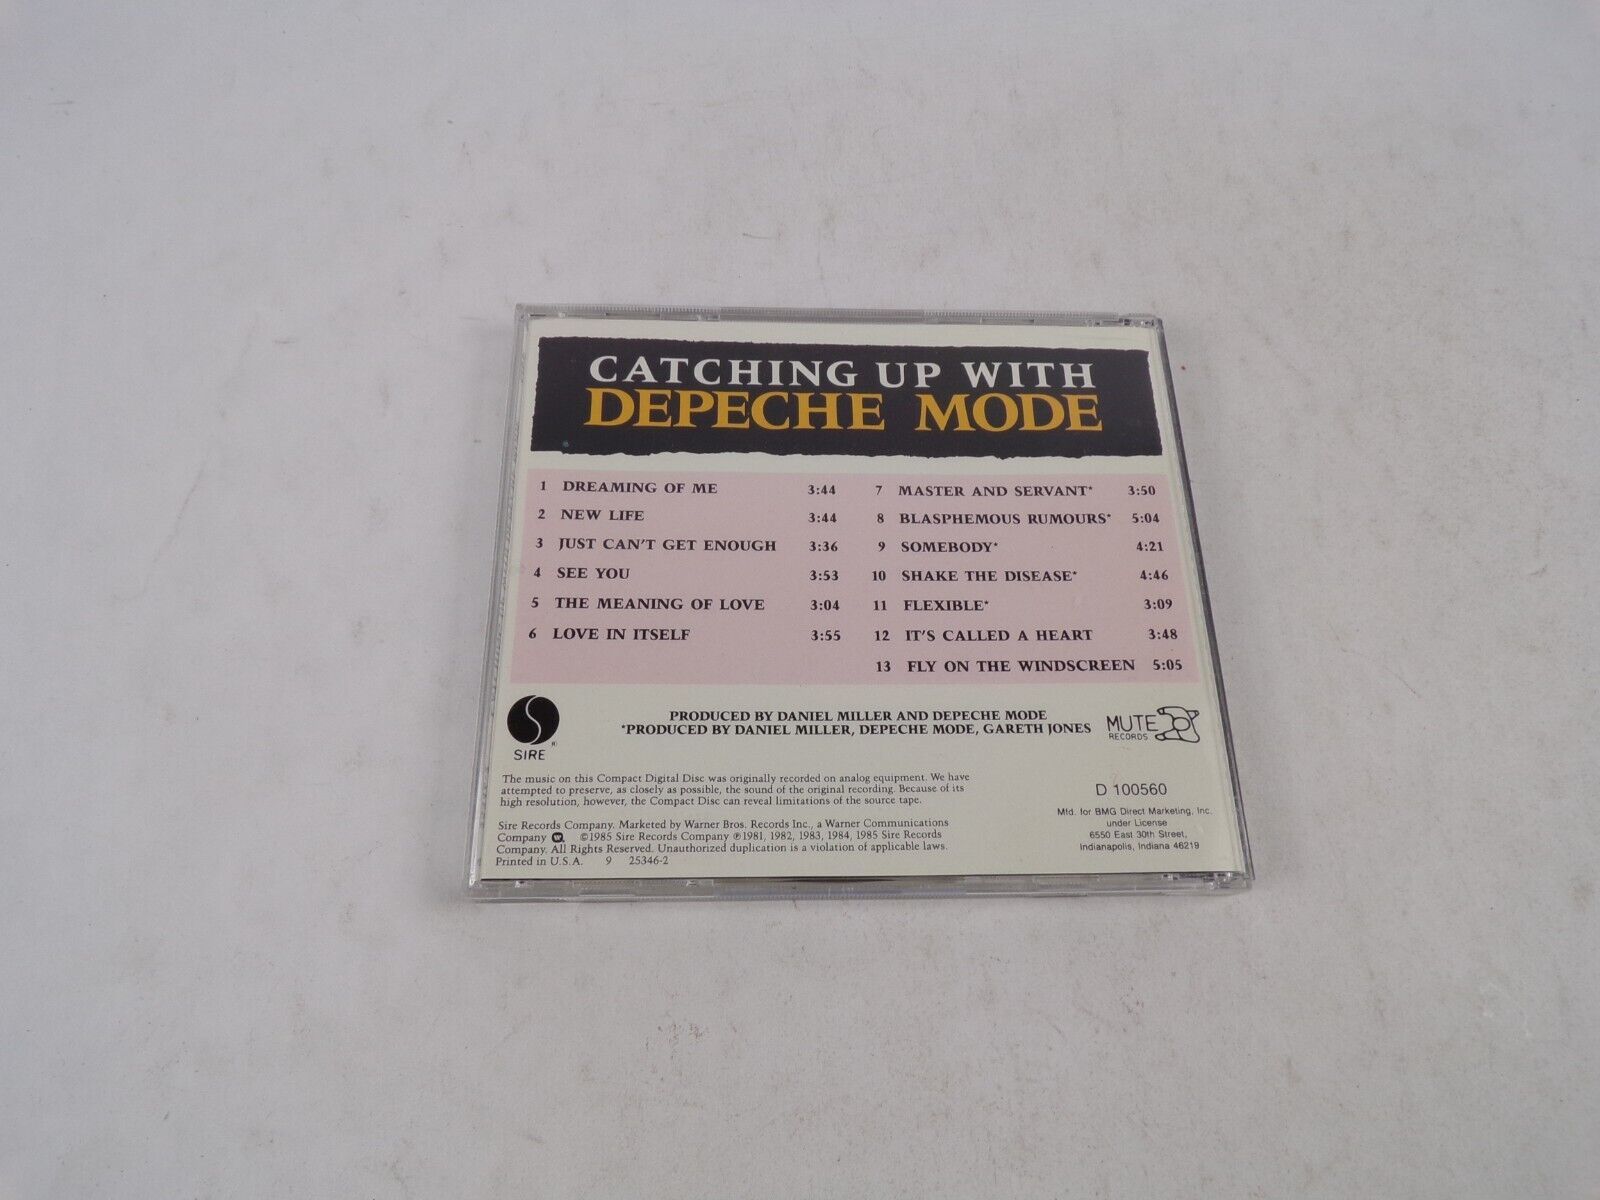 CATCHING UP WITH
DEPECHE MODE
1 DREAMING OF ME 3:44
2 NEW LIFE 3:44
3 JUST CAN'T GET ENOUGH 3:36
4 SEE YOU 3:53
5 THE MEANING OF LOVE 3:04
6 LOVE IN ITSELF 3:55
7 MASTER AND SERVANT* 3:50
8 BLASPHEMOUS RUMOURS* 5:04
9 SOMEBODY* 4:21
10 SHAKE THE DISEASE* 4:46
11 FLEXIBLE* 3:09
12 IT'S CALLED A HEART 3:48
13 FLY ON THE WINDSCREEN 5:05
PRODUCED BY DANIEL MILLER AND DEPECHE MODE
*PRODUCED BY DANIEL MILLER, DEPECHE MODE, GARETH JONES
S
SIRE ®
MUTE
RECORDS
The music on this Compact Digital Disc was originally recorded on analog equipment. We have
attempted to preserve, as closely as possible, the sound of the original recording. Because of its
high resolution, however, the Compact Disc can reveal limitations of the source tape.
Sire Records Company. Marketed by Warner Bros. Records Inc., a Warner Communications
Company. ©1985 Sire Records Company ℗1981, 1982, 1983, 1984, 1985 Sire Records
Company. All Rights Reserved. Unauthorized duplication is a violation of applicable laws.
Printed in U.S.A. 9 25346-2
D 100560
Mfd. for BMG Direct Marketing, Inc.
under License
6550 East 30th Street,
Indianapolis, Indiana 46219